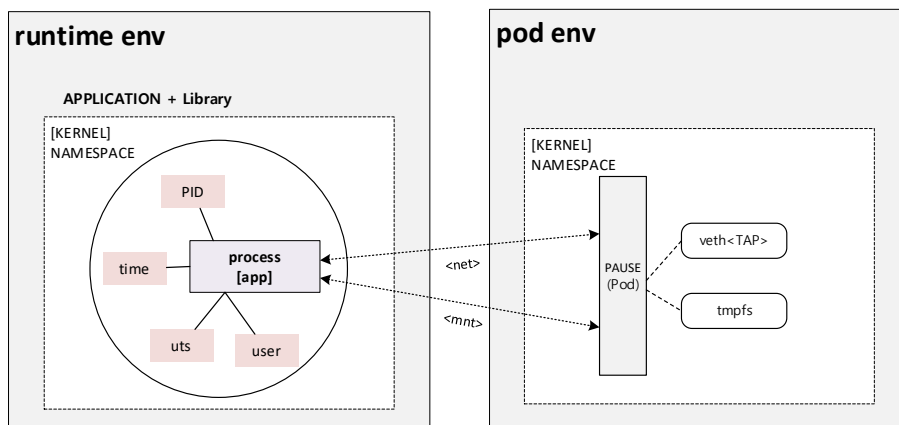 runtime env
APPLICATION + Library
[KERNEL]
NAMESPACE
PID
time
process
[app]
uts
user
<net>
<mnt>
pod env
[KERNEL]
NAMESPACE
PAUSE
(Pod)
veth<TAP>
tmpfs